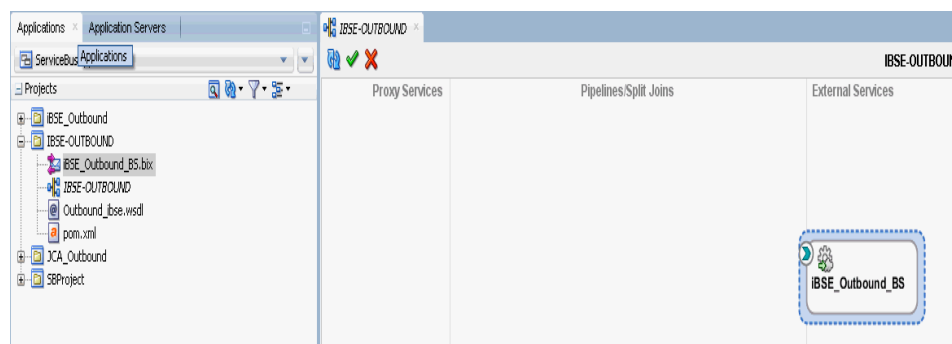 Applications
Application Servers
IBSE-OUTBOUND
ServiceBus
Applications
IBSE-OUTBOUN
Projects
Proxy Services
Pipelines/Split Joins
External Services
iBSE_Outbound
IBSE-OUTBOUND
iBSE_Outbound_BS.bix
IBSE-OUTBOUND
Outbound_ibse.wsdl
pom.xml
JCA_Outbound
SBProject
iBSE_Outbound_BS